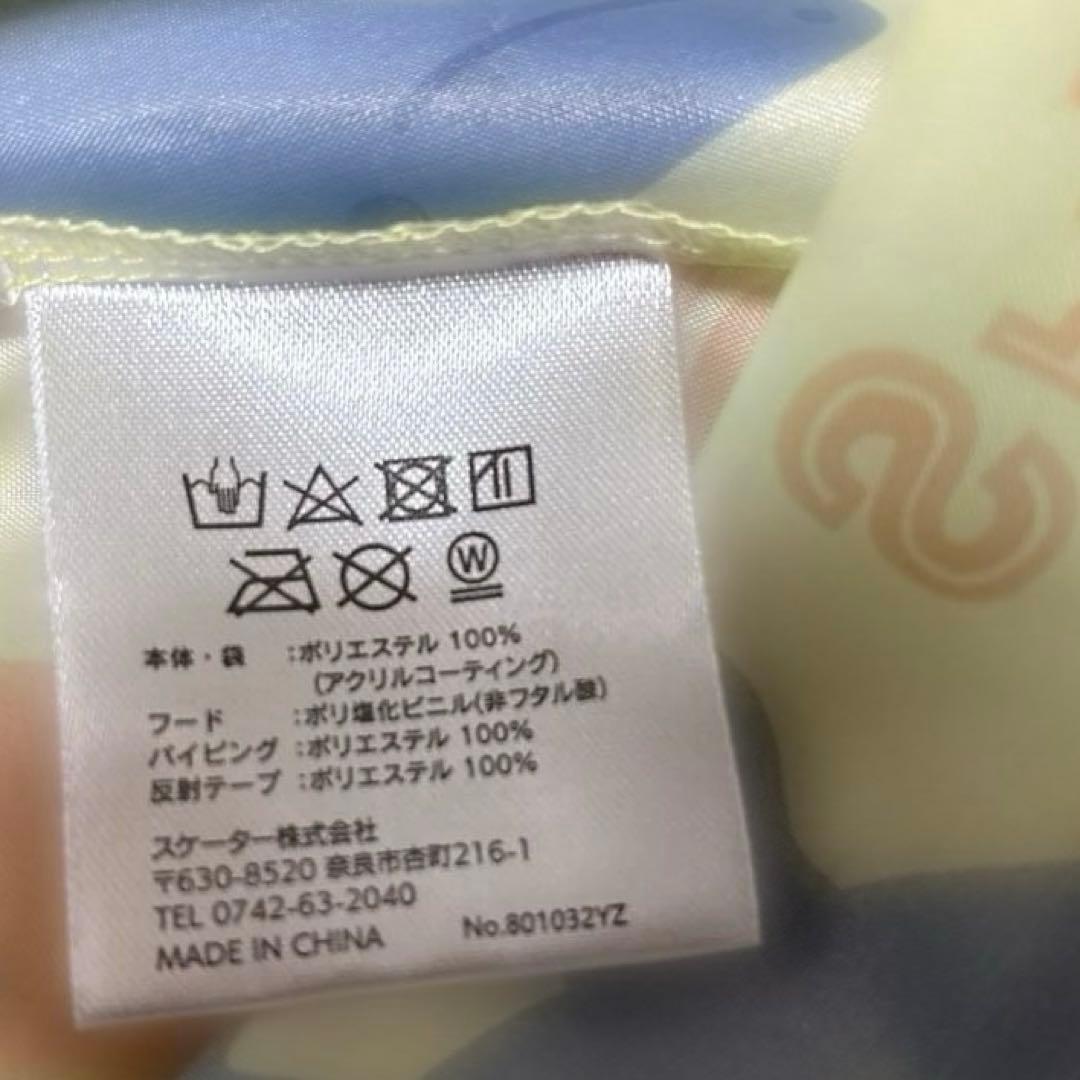 W
本体・袋 :ポリエステル 100%
(アクリルコーティング)
フード :ポリ塩化ビニル(非フタル酸)
パイピング :ポリエステル 100%
反射テープ :ポリエステル 100%
スケーター株式会社
〒630-8520 奈良市杏町216-1
TEL 0742-63-2040
MADE IN CHINA No.801032YZ